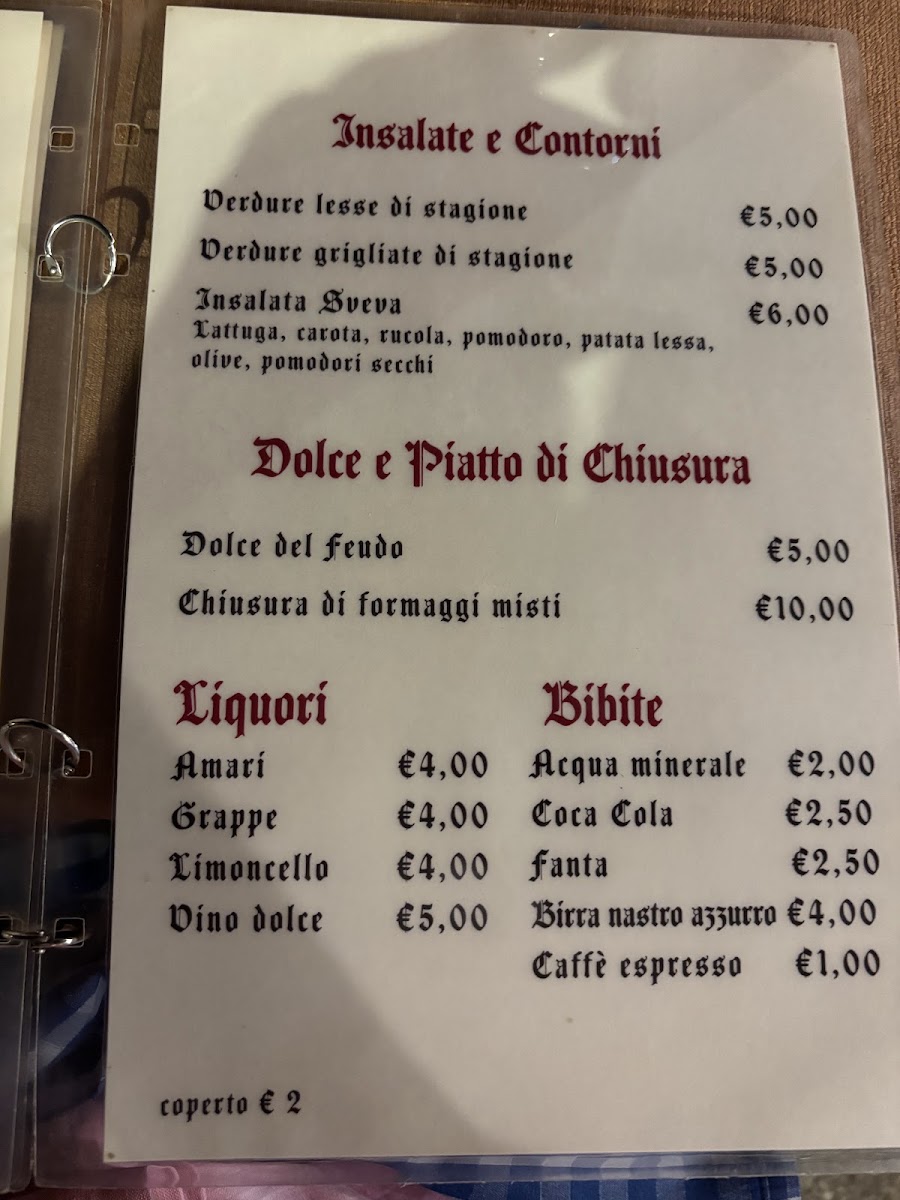 Insalate e Contorni
Verdure lesse di stagione €5,00
Verdure grigliate di stagione €5,00
Insalata Sveva €6,00
Lattuga, carota, rucola, pomodoro, patata lessa,
olive, pomodori secchi
Dolce e Piatto di Chiusura
Dolce del Feudo €5,00
Chiusura di formaggi misti €10,00
Liquori
Amari €4,00
Grappe €4,00
Limoncello €4,00
Vino dolce €5,00
Bibite
Acqua minerale €2,00
Coca Cola €2,50
Fanta €2,50
Birra nastro azzurro €4,00
Caffè espresso €1,00
coperto € 2